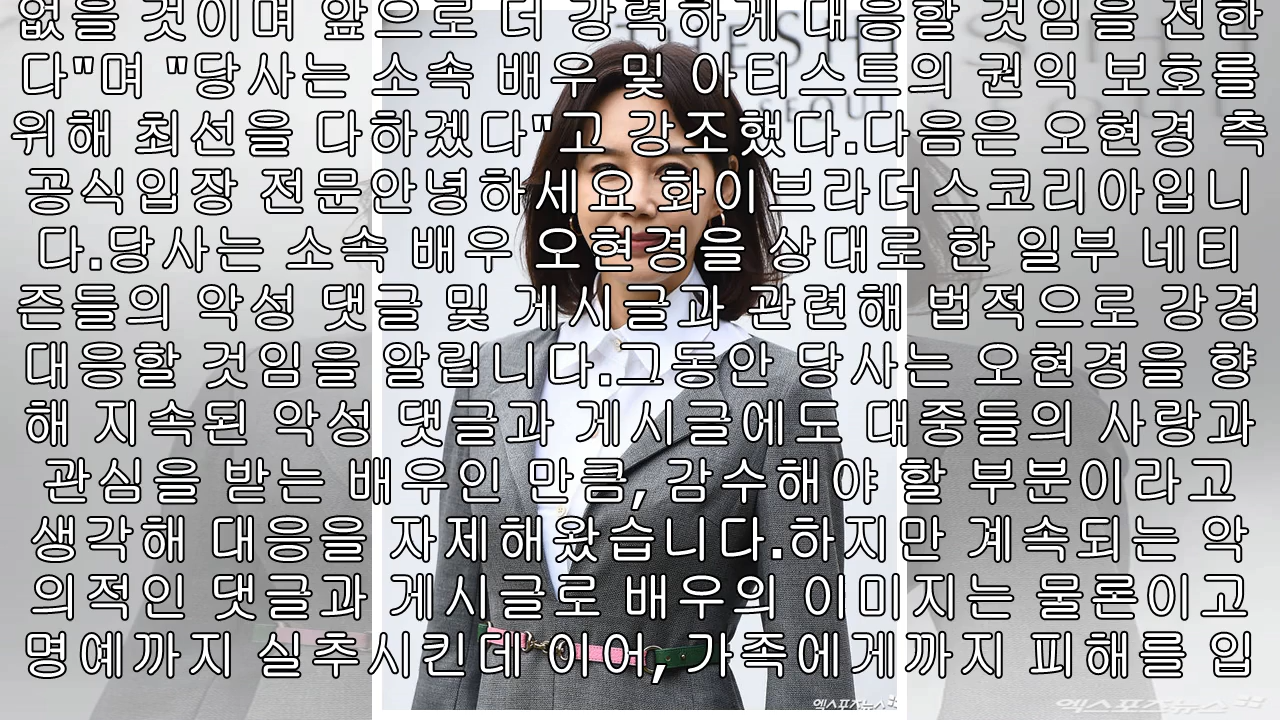 없을 것이며 앞으로 더 강력하게 대응할 것임을 전한
다"며 "당사는 소속 배우 및 아티스트의 권익 보호를
위해 최선을 다하겠다"고 강조했다.다음은 오현경 측
공식입장 전문안녕하세요 화이브라더스코리아입니
다.당사는 소속 배우 오현경을 상대로 한 일부 네티
즌들의 악성 댓글 및 게시글과 관련해 법적으로 강경
대응할 것임을 알립니다.그동안 당사는 오현경을 향
해 지속된 악성 댓글과 게시글에도 대중들의 사랑과
관심을 받는 배우인 만큼, 감수해야 할 부분이라고
생각해 대응을 자제해왔습니다.하지만 계속되는 악
의적인 댓글과 게시글로 배우의 이미지는 물론이고
명예까지 실추시킨데 이어, 가족에게까지 피해를 입
SEOUL
엑스포츠뉴스
엑스포츠뉴스